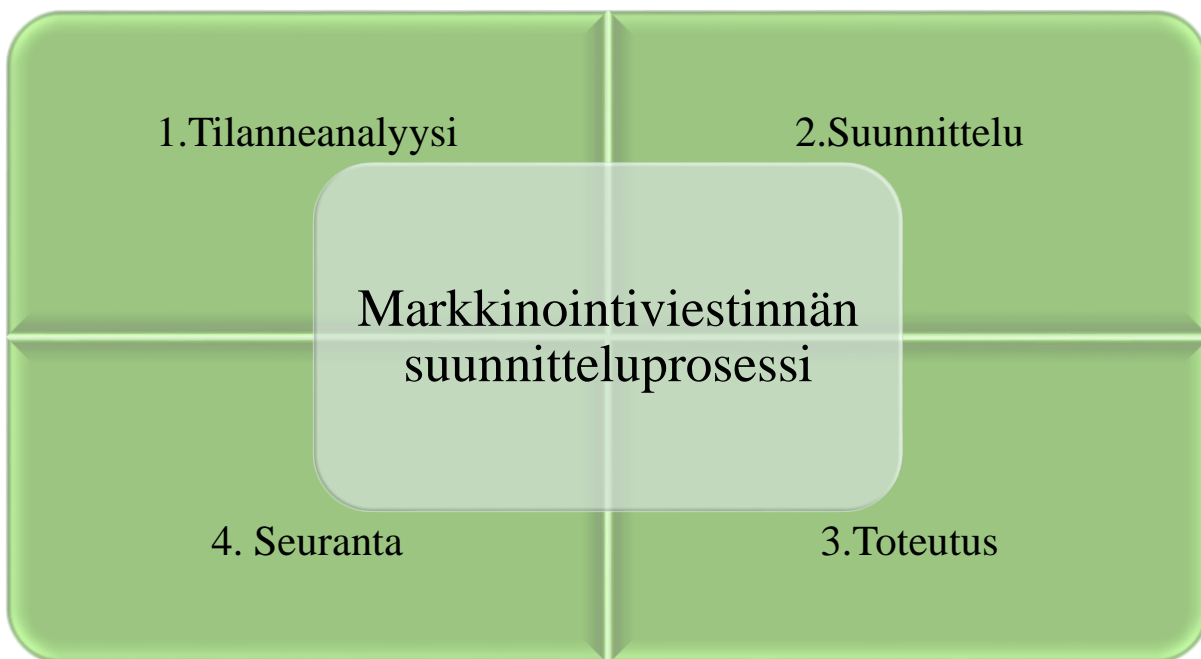 1.Tilanneanalyysi
2.Suunnittelu
Markkinointiviestinnän
suunnitteluprosessi
4. Seuranta
3.Toteutus